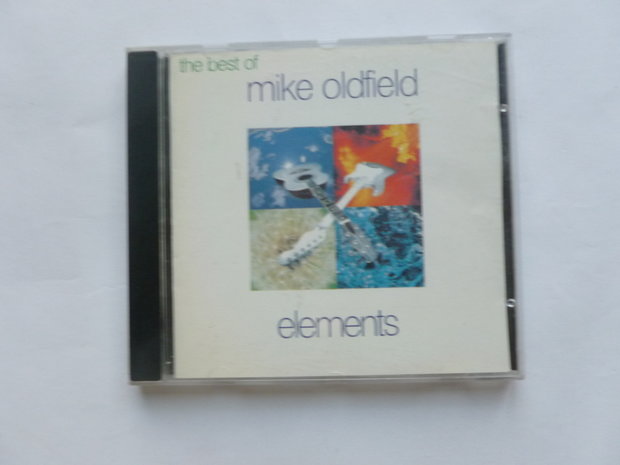 the best of
mike oldfield
elements